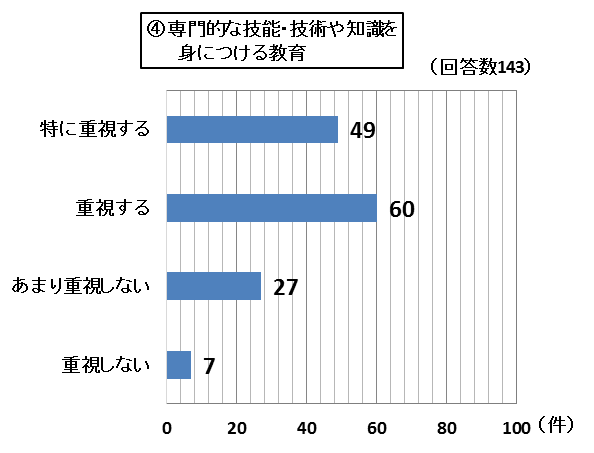 ④専門的な技能・技術や知識を
身につける教育
（回答数143）
特に重視する
49
重視する
60
あまり重視しない
27
重視しない
7
0 20 40 60 80 100 （件）